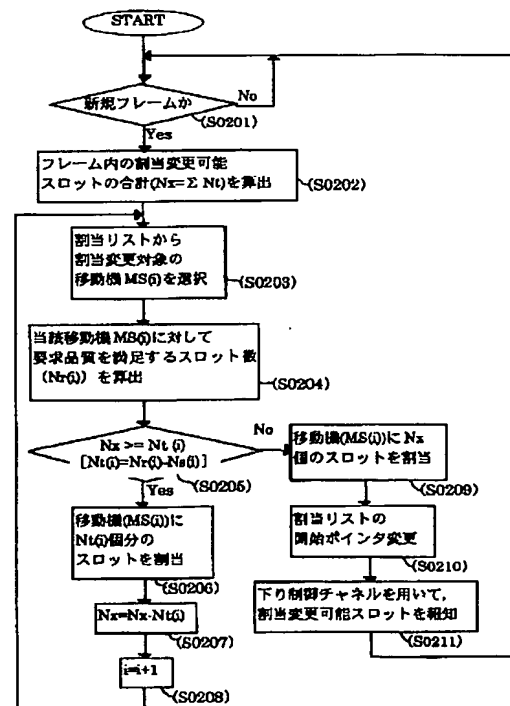 START
新規フレームか
No
(S0201)
Yes
フレーム内の割当変更可能
スロットの合計(Nx=Σ Nt)を算出
(S0202)
割当リストから
割当変更対象の
移動機 MS(i)を選択
(S0203)
当該移動機 MS(i)に対して
要求品質を満足するスロット数
(Nr(i))を算出
(S0204)
Nx >= Nt (i)
[Nt(i)=Nr(i)-Ns(i)]
No
(S0205)
Yes
移動機(MS(i))に
Nt(i)個分の
スロットを割当
(S0206)
Nx=Nx-Nt(i)
(S0207)
i=i+1
(S0208)
移動機(MS(i))に Nx
個のスロットを割当
(S0209)
割当リストの
開始ポインタ変更
(S0210)
下り制御チャネルを用いて,
割当変更可能スロットを報知
(S0211)